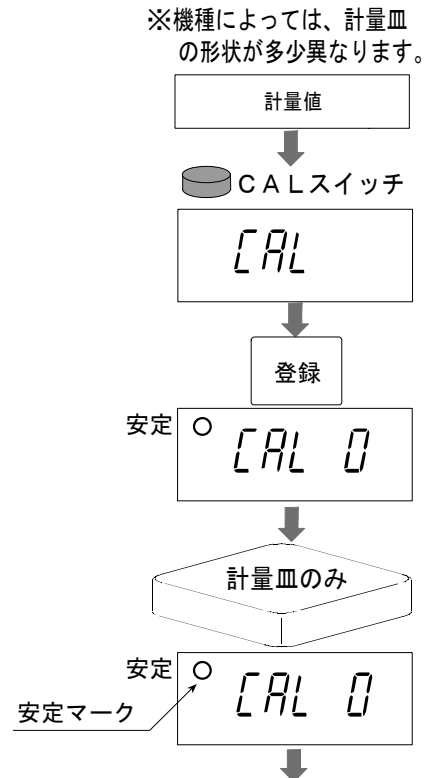 ※機種によっては、計量皿
の形状が多少異なります。
計量値
ＣＡＬスイッチ
CAL
登録
安定
CAL 0
計量皿のみ
安定
CAL 0
安定マーク